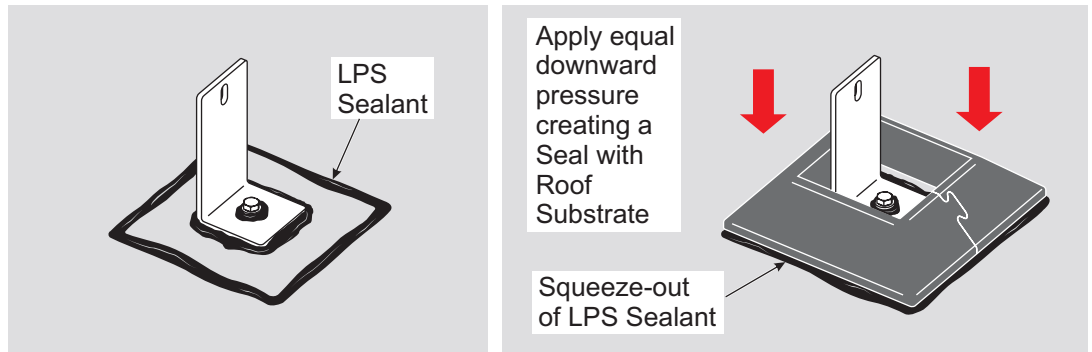 LPS
Sealant
Apply equal
downward
pressure
creating a
Seal with
Roof
Substrate
Squeeze-out
of LPS Sealant